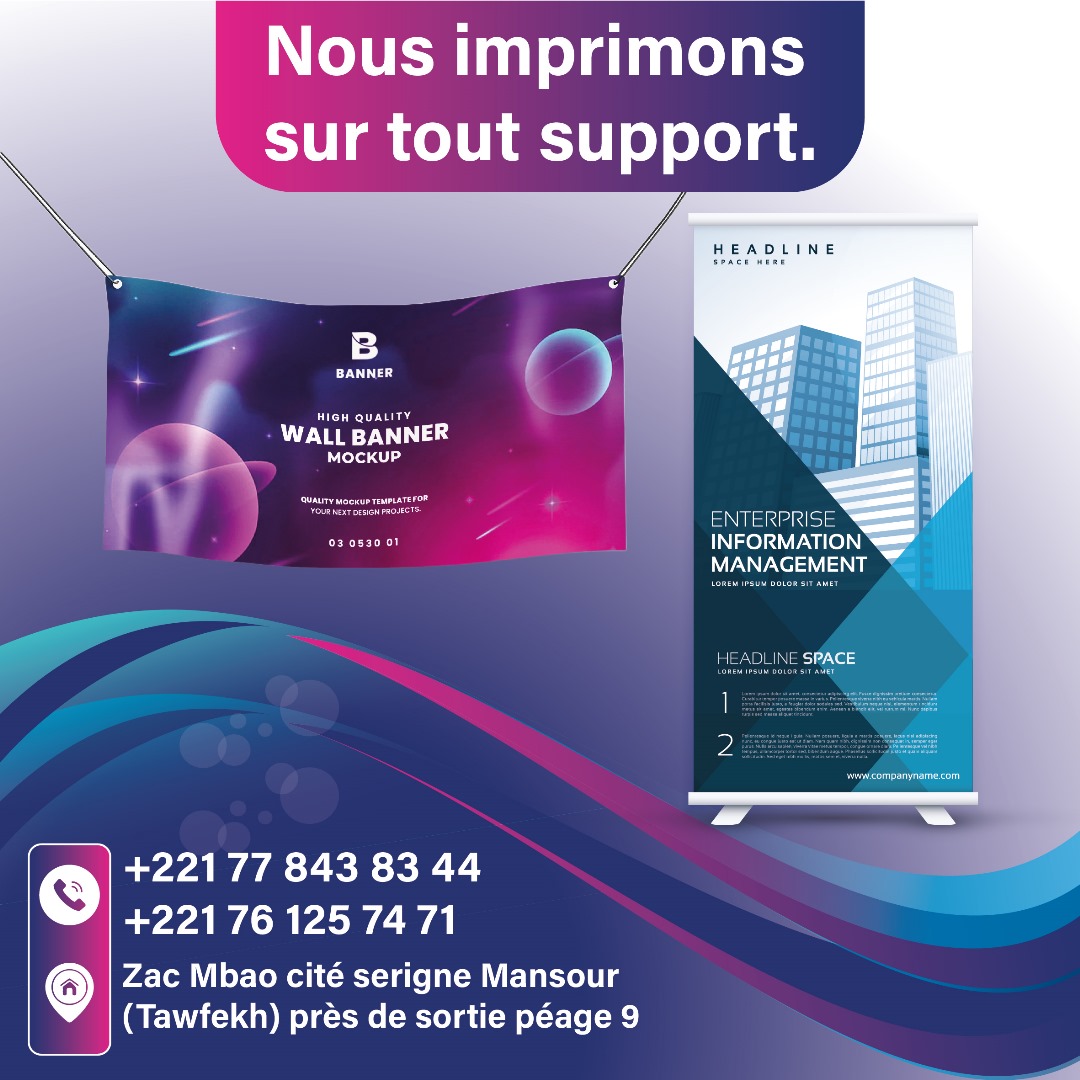 Nous imprimons
sur tout support.
B
BANNER
HIGH QUALITY
WALL BANNER
MOCKUP
QUALITY MOCKUP TEMPLATE FOR
YOUR NEXT DESIGN PROJECTS.
03 0530 01
HEADLINE
SPACE HERE
ENTERPRISE
INFORMATION
MANAGEMENT
LOREM IPSUM DOLOR SIT AMET
HEADLINE SPACE
LOREM IPSUM DOLOR SIT AMET
1
2
www.companyname.com
+221 77 843 83 44
+221 76 125 74 71
Zac Mbao cité serigne Mansour
(Tawfekh) près de sortie péage 9